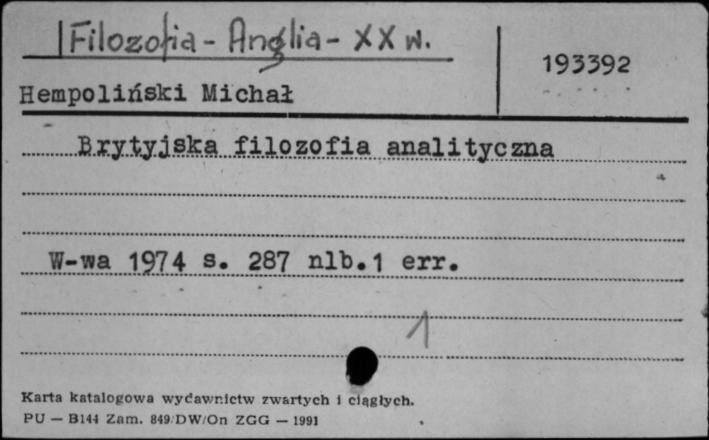 Filozofia - Anglia - XX w.
193392
Hempoliński Michał
Brytyjska filozofia analityczna
W-wa 1974 s. 287 nlb.1 err.
1
Karta katalogowa wydawnictw zwartych i ciągłych.
PU — B144 Zam. 849/DW/On ZGG — 1991